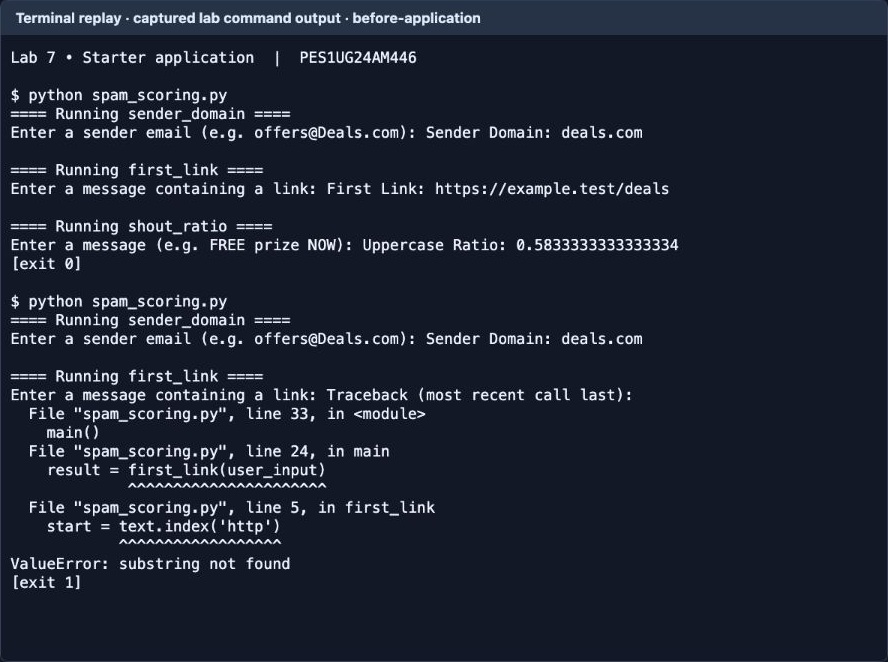 Terminal replay · captured lab command output · before-application
Lab 7 • Starter application  |  PES1UG24AM446
$ python spam_scoring.py
==== Running sender_domain ====
Enter a sender email (e.g. offers@Deals.com): Sender Domain: deals.com
==== Running first_link ====
Enter a message containing a link: First Link: https://example.test/deals
==== Running shout_ratio ====
Enter a message (e.g. FREE prize NOW): Uppercase Ratio: 0.5833333333333334
[exit 0]
$ python spam_scoring.py
==== Running sender_domain ====
Enter a sender email (e.g. offers@Deals.com): Sender Domain: deals.com
==== Running first_link ====
Enter a message containing a link: Traceback (most recent call last):
  File "spam_scoring.py", line 33, in <module>
    main()
  File "spam_scoring.py", line 24, in main
    result = first_link(user_input)
             ^^^^^^^^^^^^^^^^^^^^^^
  File "spam_scoring.py", line 5, in first_link
    start = text.index('http')
            ^^^^^^^^^^^^^^^^^^
ValueError: substring not found
[exit 1]